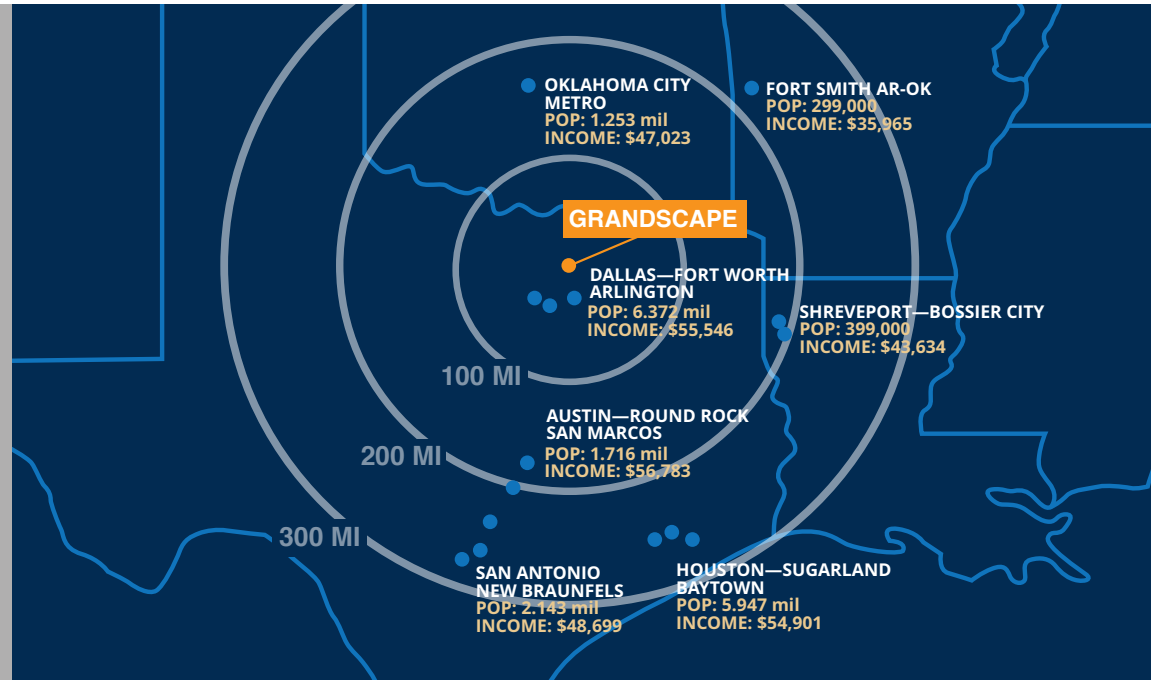 OKLAHOMA CITY
METRO
POP: 1.253 mil
INCOME: $47,023
FORT SMITH AR-OK
POP: 299,000
INCOME: $35,965
GRANDSCAPE
DALLAS—FORT WORTH
ARLINGTON
POP: 6.372 mil
INCOME: $55,546
SHREVEPORT—BOSSIER CITY
POP: 399,000
INCOME: $43,634
100 MI
AUSTIN—ROUND ROCK
SAN MARCOS
POP: 1.716 mil
INCOME: $56,783
200 MI
300 MI
SAN ANTONIO
NEW BRAUNFELS
POP: 2.143 mil
INCOME: $48,699
HOUSTON—SUGARLAND
BAYTOWN
POP: 5.947 mil
INCOME: $54,901